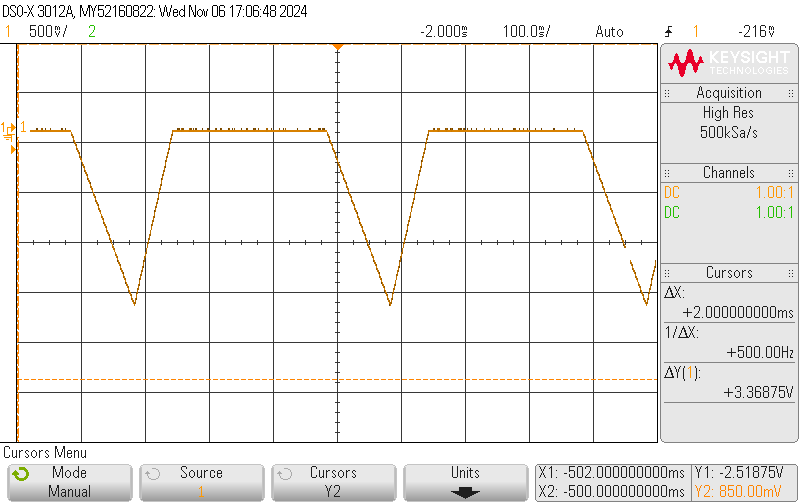 DSO-X 3012A, MY52160822: Wed Nov 06 17:06:48 2024
1 500mV/ 2 -2.000s 100.0ms/ Auto 1 -216mV
KEYSIGHT
TECHNOLOGIES
Acquisition
High Res
500kSa/s
Channels
DC 1.00:1
DC 1.00:1
Cursors
ΔX:
+2.000000000ms
1/ΔX:
+500.00Hz
ΔY(1):
+3.36875V
1
Cursors Menu
Mode
Manual
Source
1
Cursors
Y2
Units
X1: -502.000000000ms
X2: -500.000000000ms
Y1: -2.51875V
Y2: 850.00mV